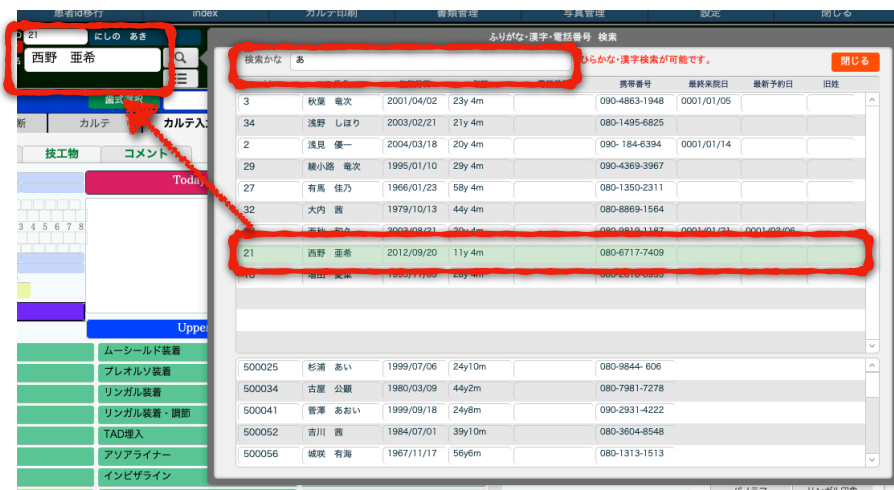 患者id移行 index カルテ印刷 書類管理 写真管理 設定 閉じる
21 にしの あき
西野 亜希
ふりがな・漢字・電話番号 検索
検索かな あ ひらかな・漢字検索が可能です。 閉じる
携帯番号 最終来院日 最新予約日 旧姓
3 秋葉 竜次 2001/04/02 23y 4m 090-4863-1948 0001/01/05
34 浅野 しほり 2003/02/21 21y 4m 080-1495-6825
2 浅見 優一 2004/03/18 20y 4m 090- 184-6394 0001/01/14
29 綾小路 竜次 1995/01/10 29y 4m 090-4369-3967
27 有馬 佳乃 1966/01/23 58y 4m 080-1350-2311
32 大内 茜 1979/10/13 44y 4m 080-8869-1564
21 西野 亜希 2012/09/20 11y 4m 080-6717-7409
500025 杉浦 あい 1999/07/06 24y10m 080-9844- 606
500034 古屋 公顕 1980/03/09 44y2m 080-7981-7278
500041 菅澤 あおい 1999/09/18 24y8m 090-2931-4222
500052 吉川 茜 1984/07/01 39y10m 080-3604-8548
500056 城咲 有海 1967/11/17 56y6m 080-1313-1513
歯式選択
断 カルテ カルテ入
技工物 コメント
Today
3 4 5 6 7 8
Upper
ムーシールド装着
プレオルソ装着
リンガル装着
リンガル装着・調節
TAD埋入
アソアライナー
インビザライン